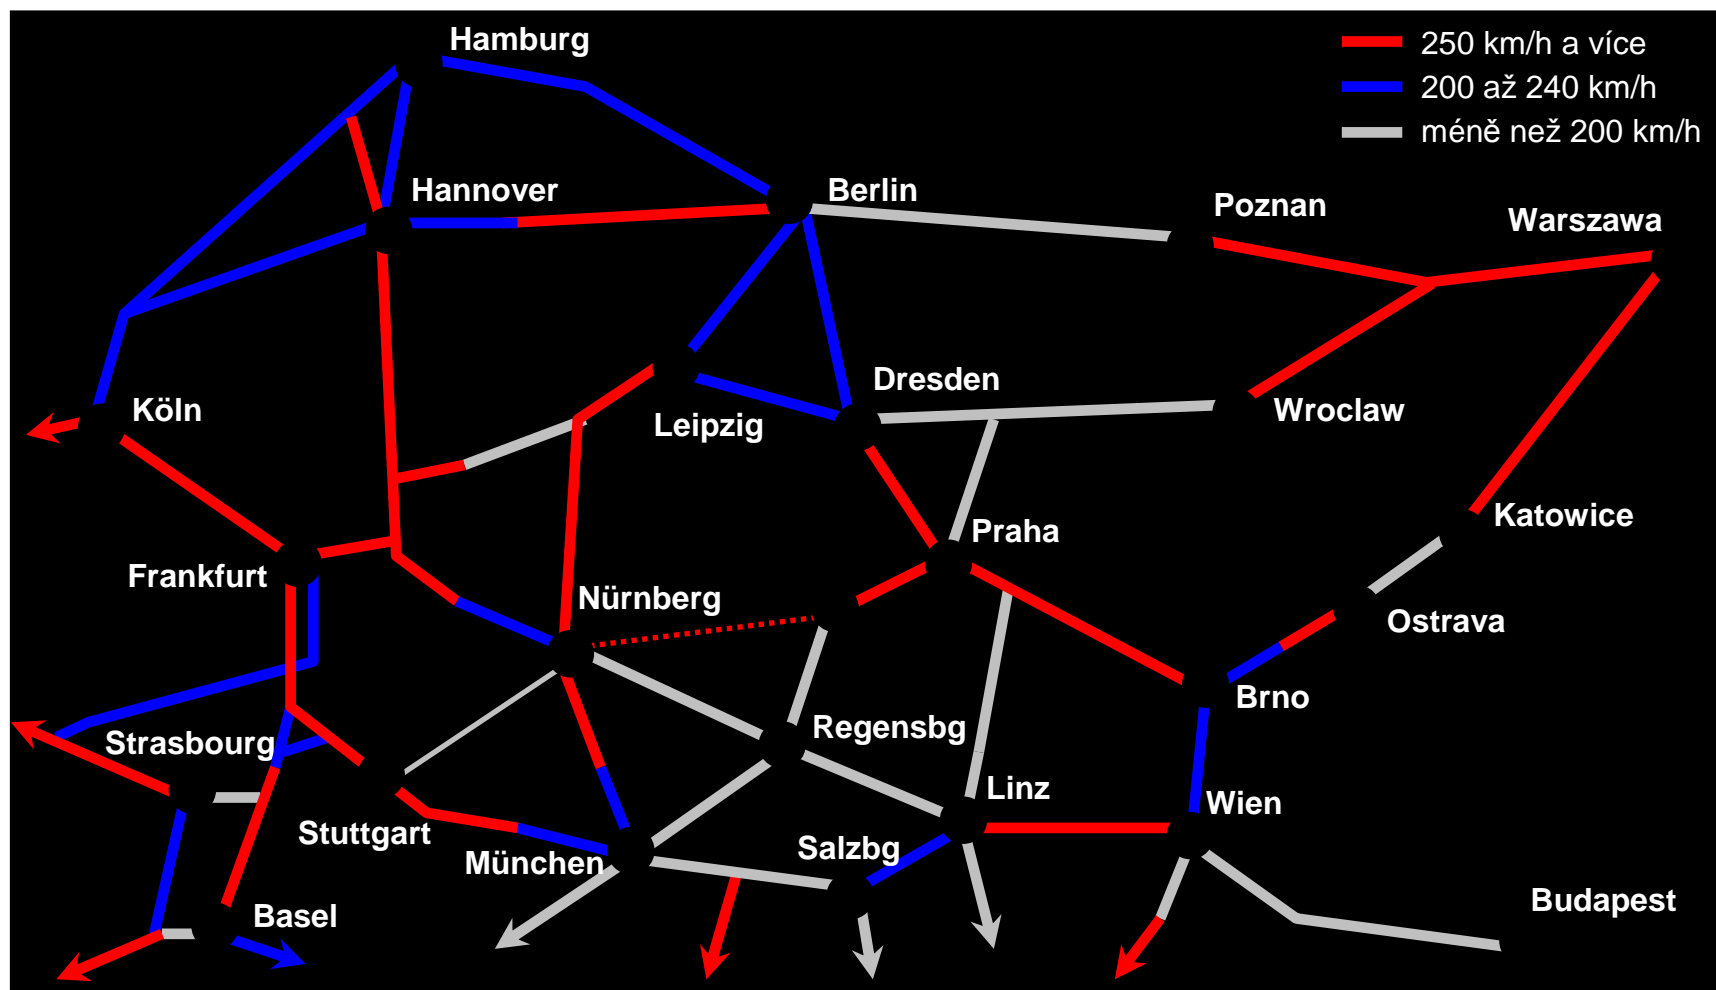 Hamburg
250 km/h a více
200 až 240 km/h
méně než 200 km/h
Hannover
Berlin
Poznan
Warszawa
Köln
Dresden
Leipzig
Wroclaw
Katowice
Praha
Frankfurt
Nürnberg
Ostrava
Brno
Strasbourg
Regensbg
Linz
Wien
Stuttgart
München
Salzbg
Basel
Budapest